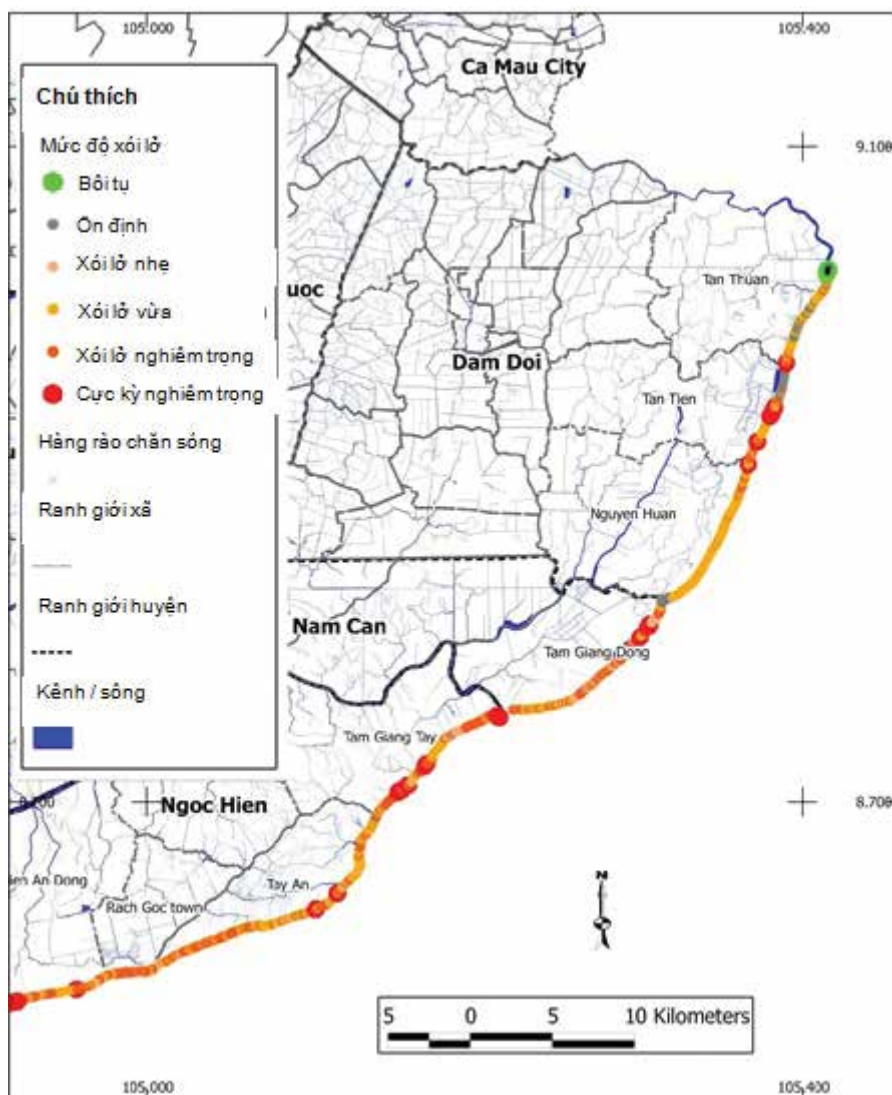 105.000
105.400
Ca Mau City
Chú thích
9.100
Mức độ xói lở
Bồi tụ
Ổn định
Xói lở nhẹ
Xói lở vừa
Xói lở nghiêm trọng
Cực kỳ nghiêm trọng
Hàng rào chắn sóng
Ranh giới xã
Ranh giới huyện
Kênh / sông
Tan Thuan
uoc
Dam Doi
Tan Tien
Nguyen Huan
Nam Can
Tam Giang Dong
Tam Giang Tay
8.700
Ngoc Hien
ien An Dong
Tay An
Rach Goc town
N
5 0 5 10 Kilometers
105.000
105.400